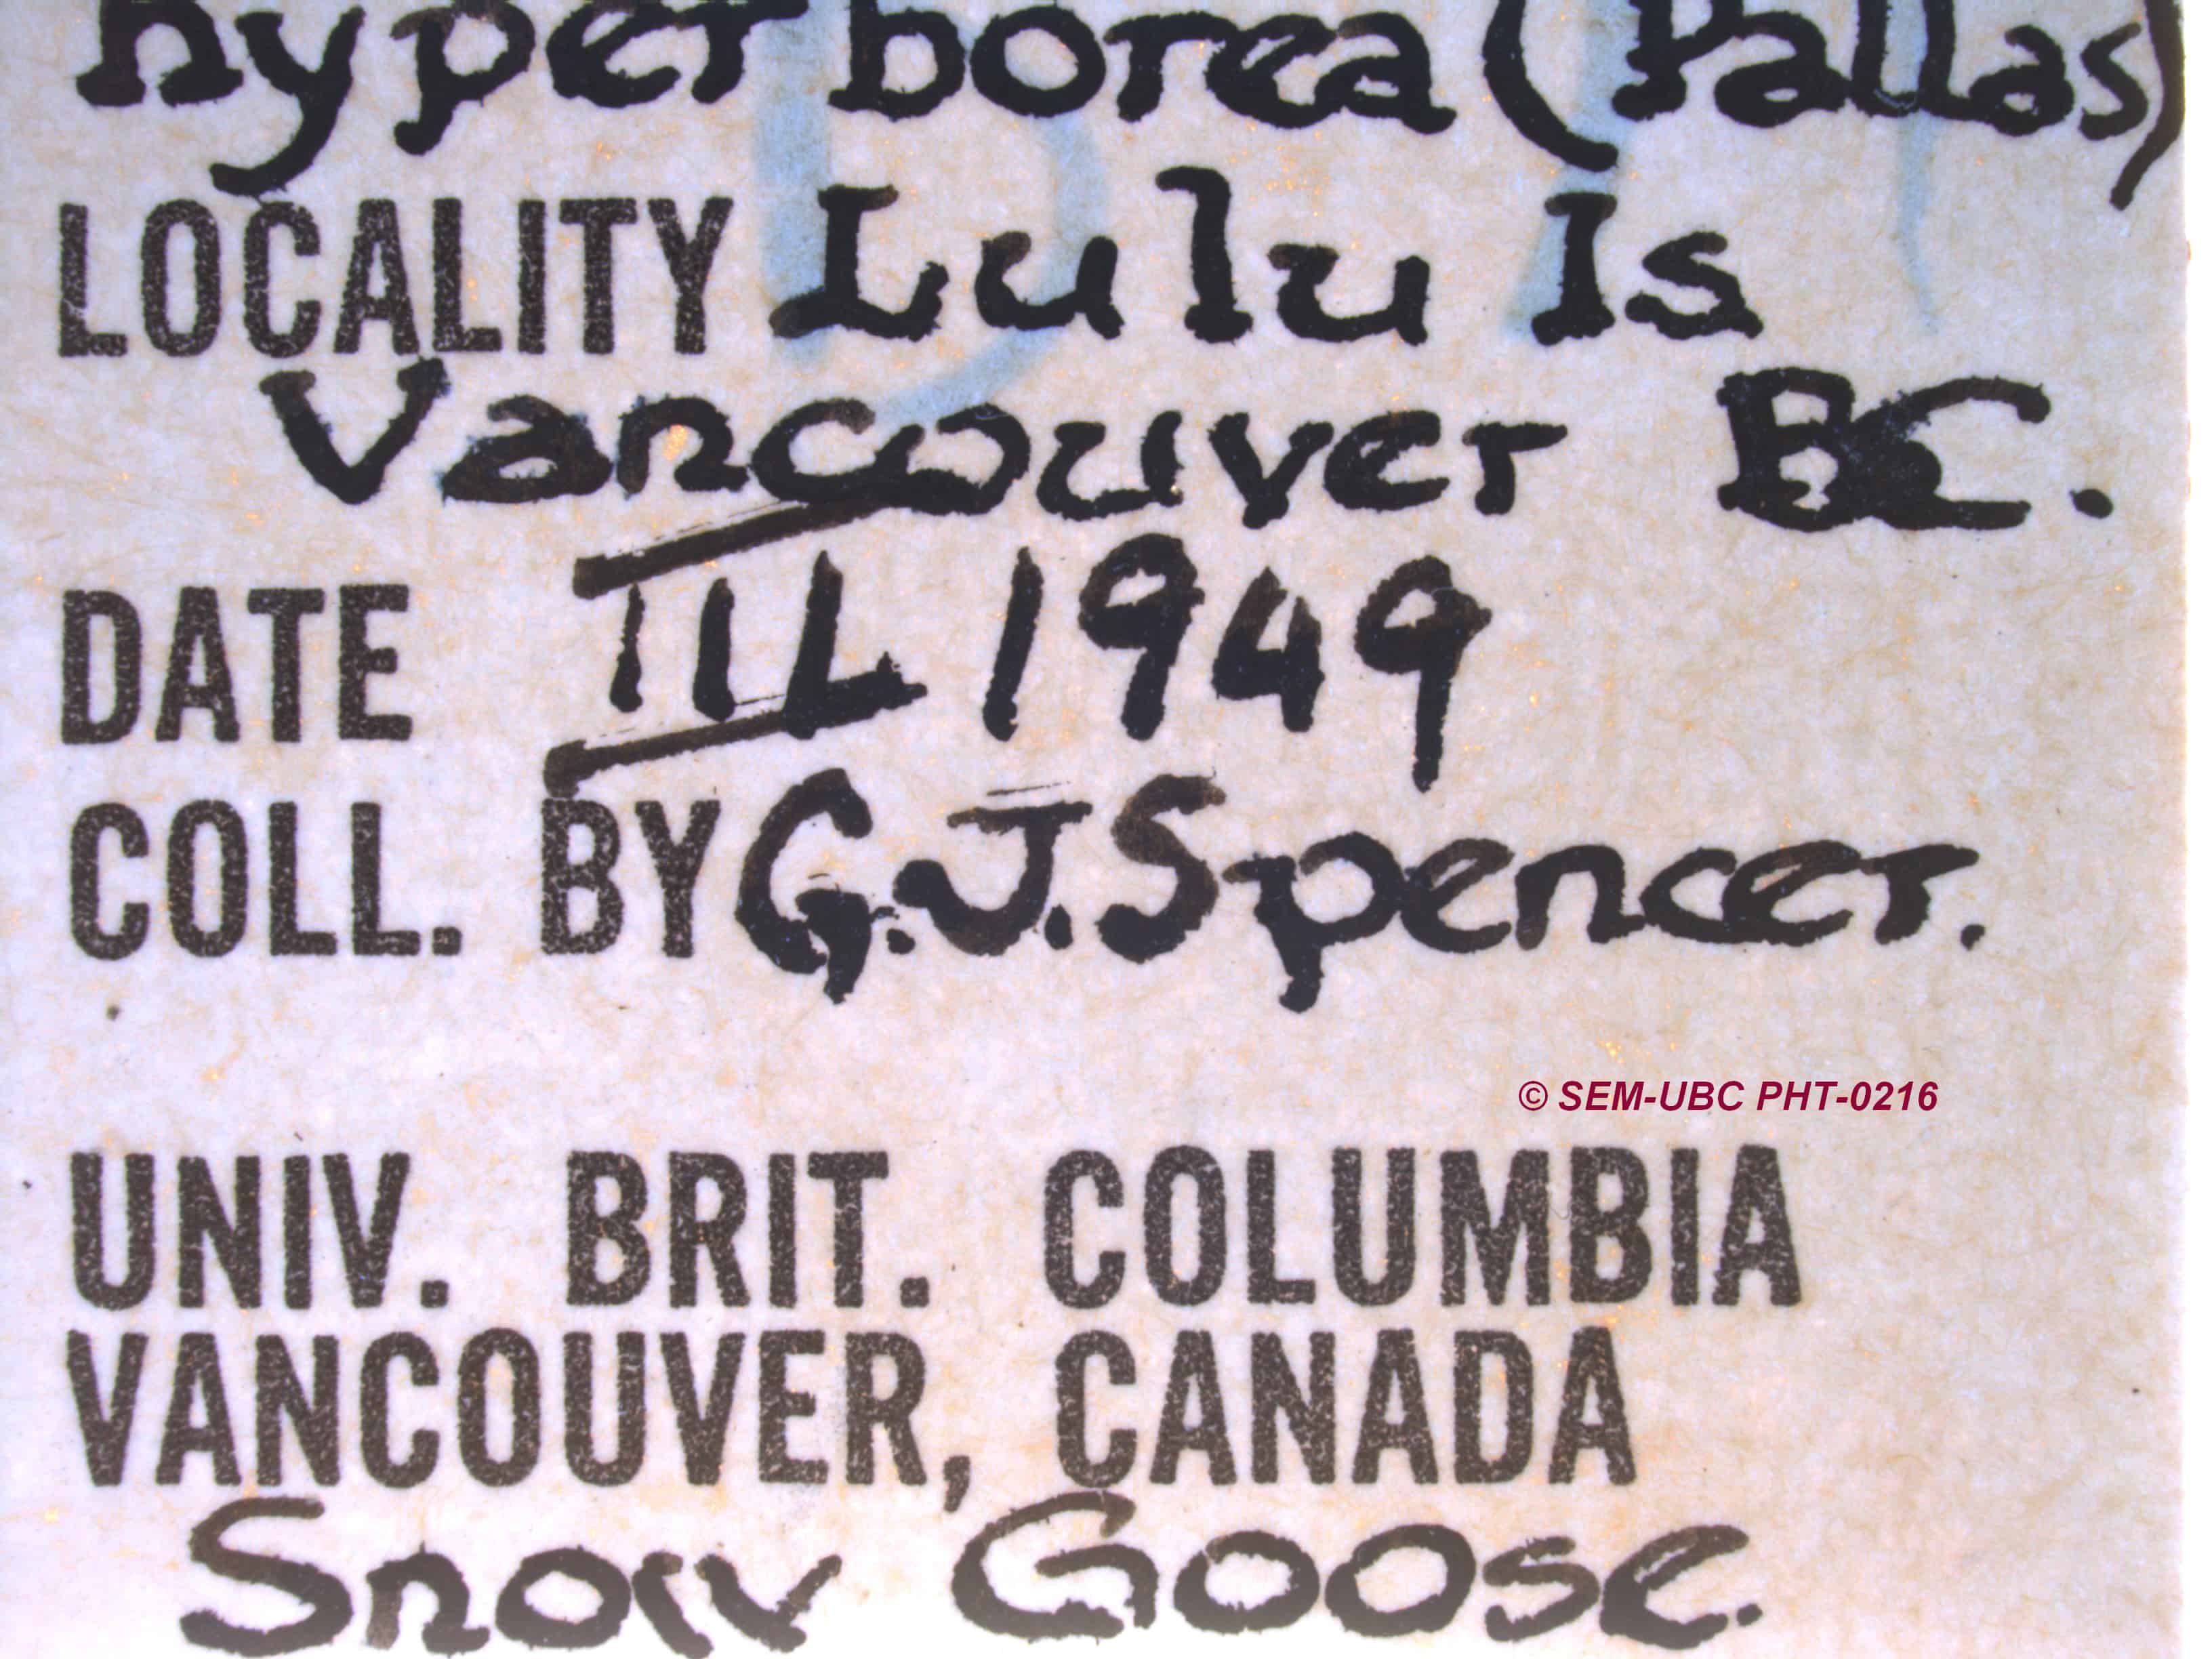 hyperborea (Pallas)
LOCALITY Lulu Is
Vancouver BC.
DATE III 1949
COLL. BY G.J.Spencer.
© SEM-UBC PHT-0216
UNIV. BRIT. COLUMBIA
VANCOUVER, CANADA
Snow Goose.